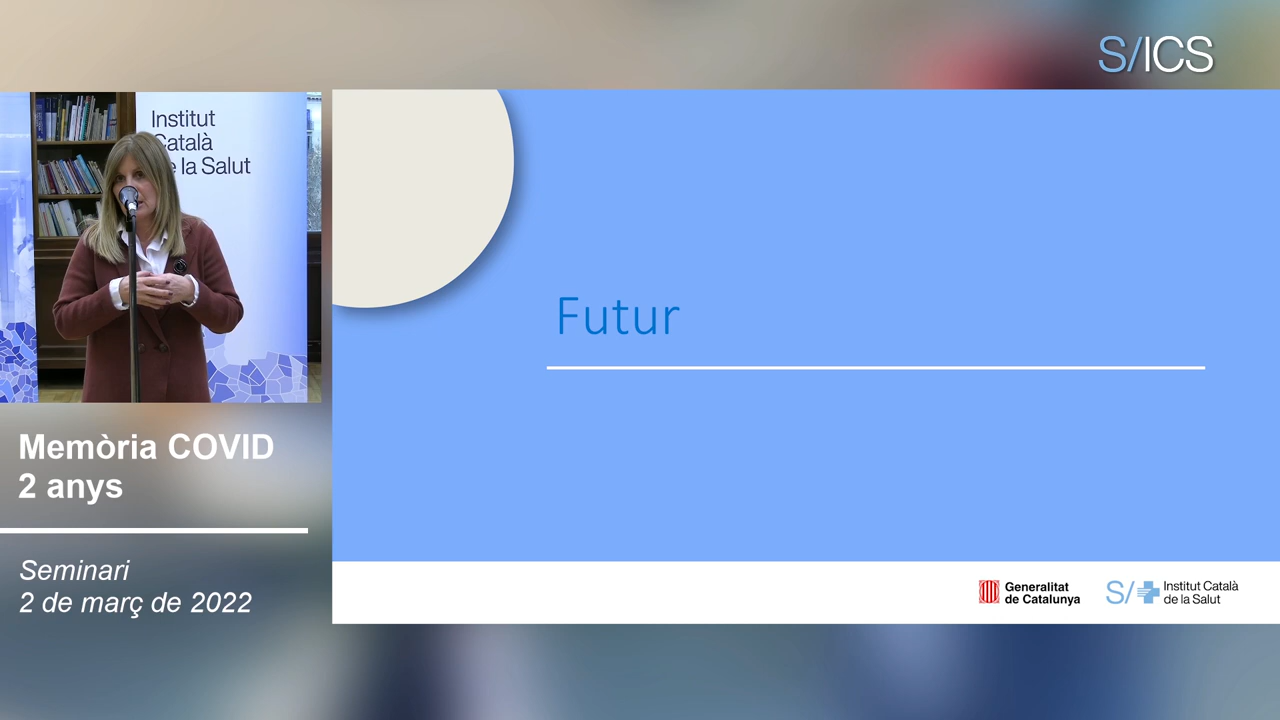 S/ICS
Institut
Català
de la Salut
Futur
Memòria COVID
2 anys
Seminari
2 de març de 2022
Generalitat
de Catalunya
S/
Institut Català
de la Salut